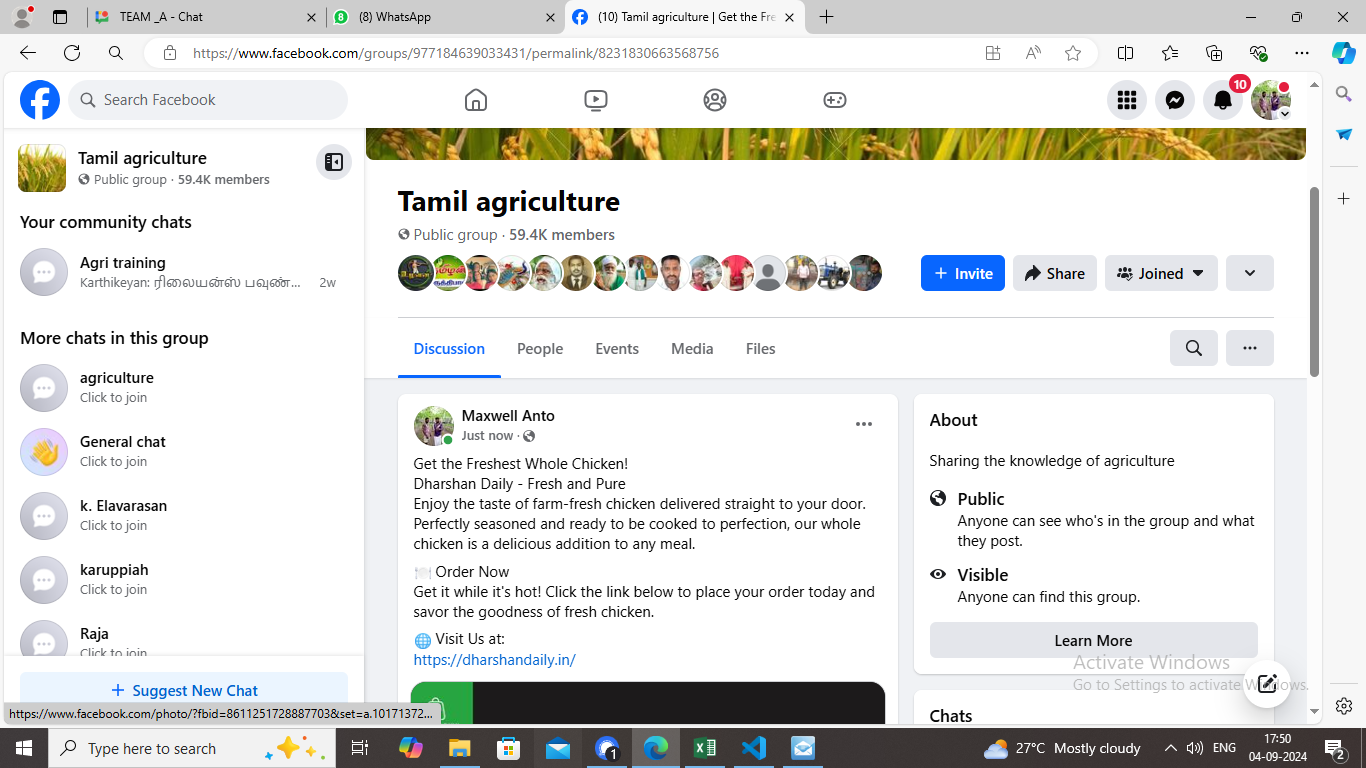 TEAM _A - Chat
(8) WhatsApp
(10) Tamil agriculture | Get the Fre
https://www.facebook.com/groups/977184639033431/permalink/8231830663568756
Search Facebook
10
Tamil agriculture
Public group · 59.4K members
Your community chats
Agri training
Karthikeyan: ரிலையன்ஸ் பவுண்... 2w
More chats in this group
agriculture
Click to join
General chat
Click to join
k. Elavarasan
Click to join
karuppiah
Click to join
Raja
Click to join
+ Suggest New Chat
https://www.facebook.com/photo/?fbid=8611251728887703&set=a.10171372...
Tamil agriculture
Public group · 59.4K members
+ Invite
Share
Joined
Discussion
People
Events
Media
Files
Maxwell Anto
Just now ·
Get the Freshest Whole Chicken!
Dharshan Daily - Fresh and Pure
Enjoy the taste of farm-fresh chicken delivered straight to your door.
Perfectly seasoned and ready to be cooked to perfection, our whole
chicken is a delicious addition to any meal.
🍽️ Order Now
Get it while it's hot! Click the link below to place your order today and
savor the goodness of fresh chicken.
🌐 Visit Us at:
https://dharshandaily.in/
About
Sharing the knowledge of agriculture
Public
Anyone can see who's in the group and what
they post.
Visible
Anyone can find this group.
Learn More
Activate Windows
Go to Settings to activate Windows.
Chats
Type here to search
1
27°C Mostly cloudy
ENG
17:50
04-09-2024
2